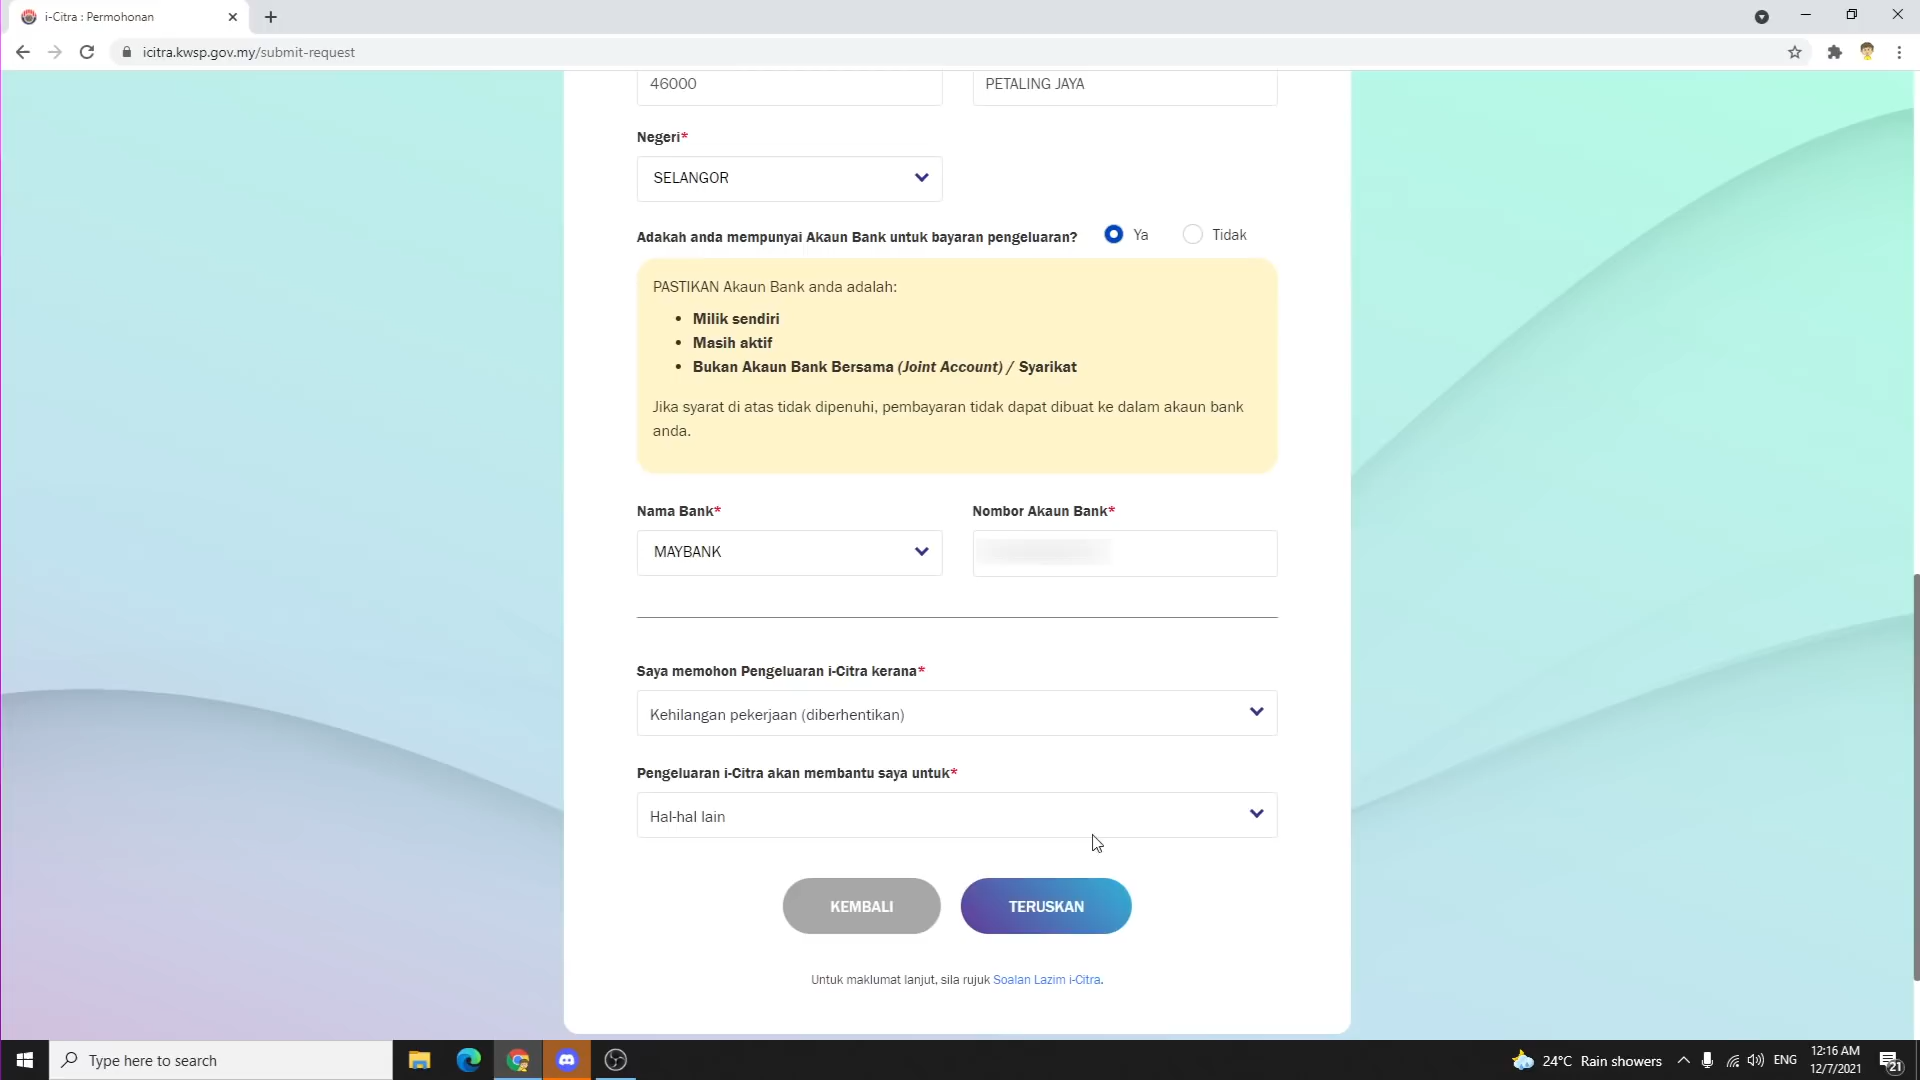 i-Citra : Permohonan
icitra.kwsp.gov.my/submit-request
46000
PETALING JAYA
Negeri*
SELANGOR
Adakah anda mempunyai Akaun Bank untuk bayaran pengeluaran? Ya Tidak
PASTIKAN Akaun Bank anda adalah:
• Milik sendiri
• Masih aktif
• Bukan Akaun Bank Bersama (Joint Account) / Syarikat
Jika syarat di atas tidak dipenuhi, pembayaran tidak dapat dibuat ke dalam akaun bank
anda.
Nama Bank*
Nombor Akaun Bank*
MAYBANK
Saya memohon Pengeluaran i-Citra kerana*
Kehilangan pekerjaan (diberhentikan)
Pengeluaran i-Citra akan membantu saya untuk*
Hal-hal lain
KEMBALI
TERUSKAN
Untuk maklumat lanjut, sila rujuk Soalan Lazim i-Citra.
Type here to search
24°C Rain showers
ENG
12:16 AM
12/7/2021
21